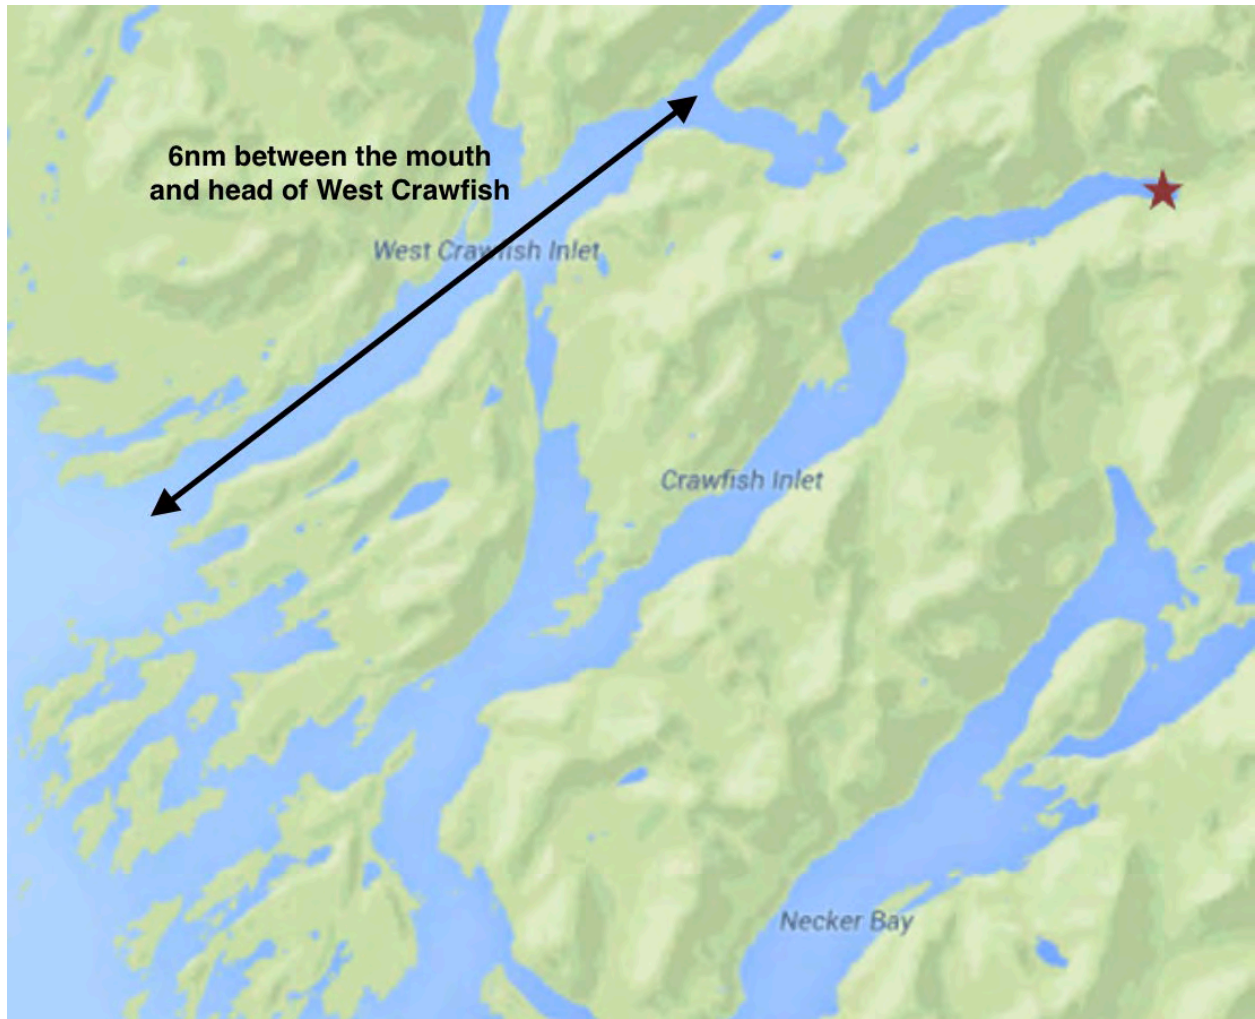 6nm between the mouth
and head of West Crawfish
West Crawfish Inlet
Crawfish Inlet
Necker Bay